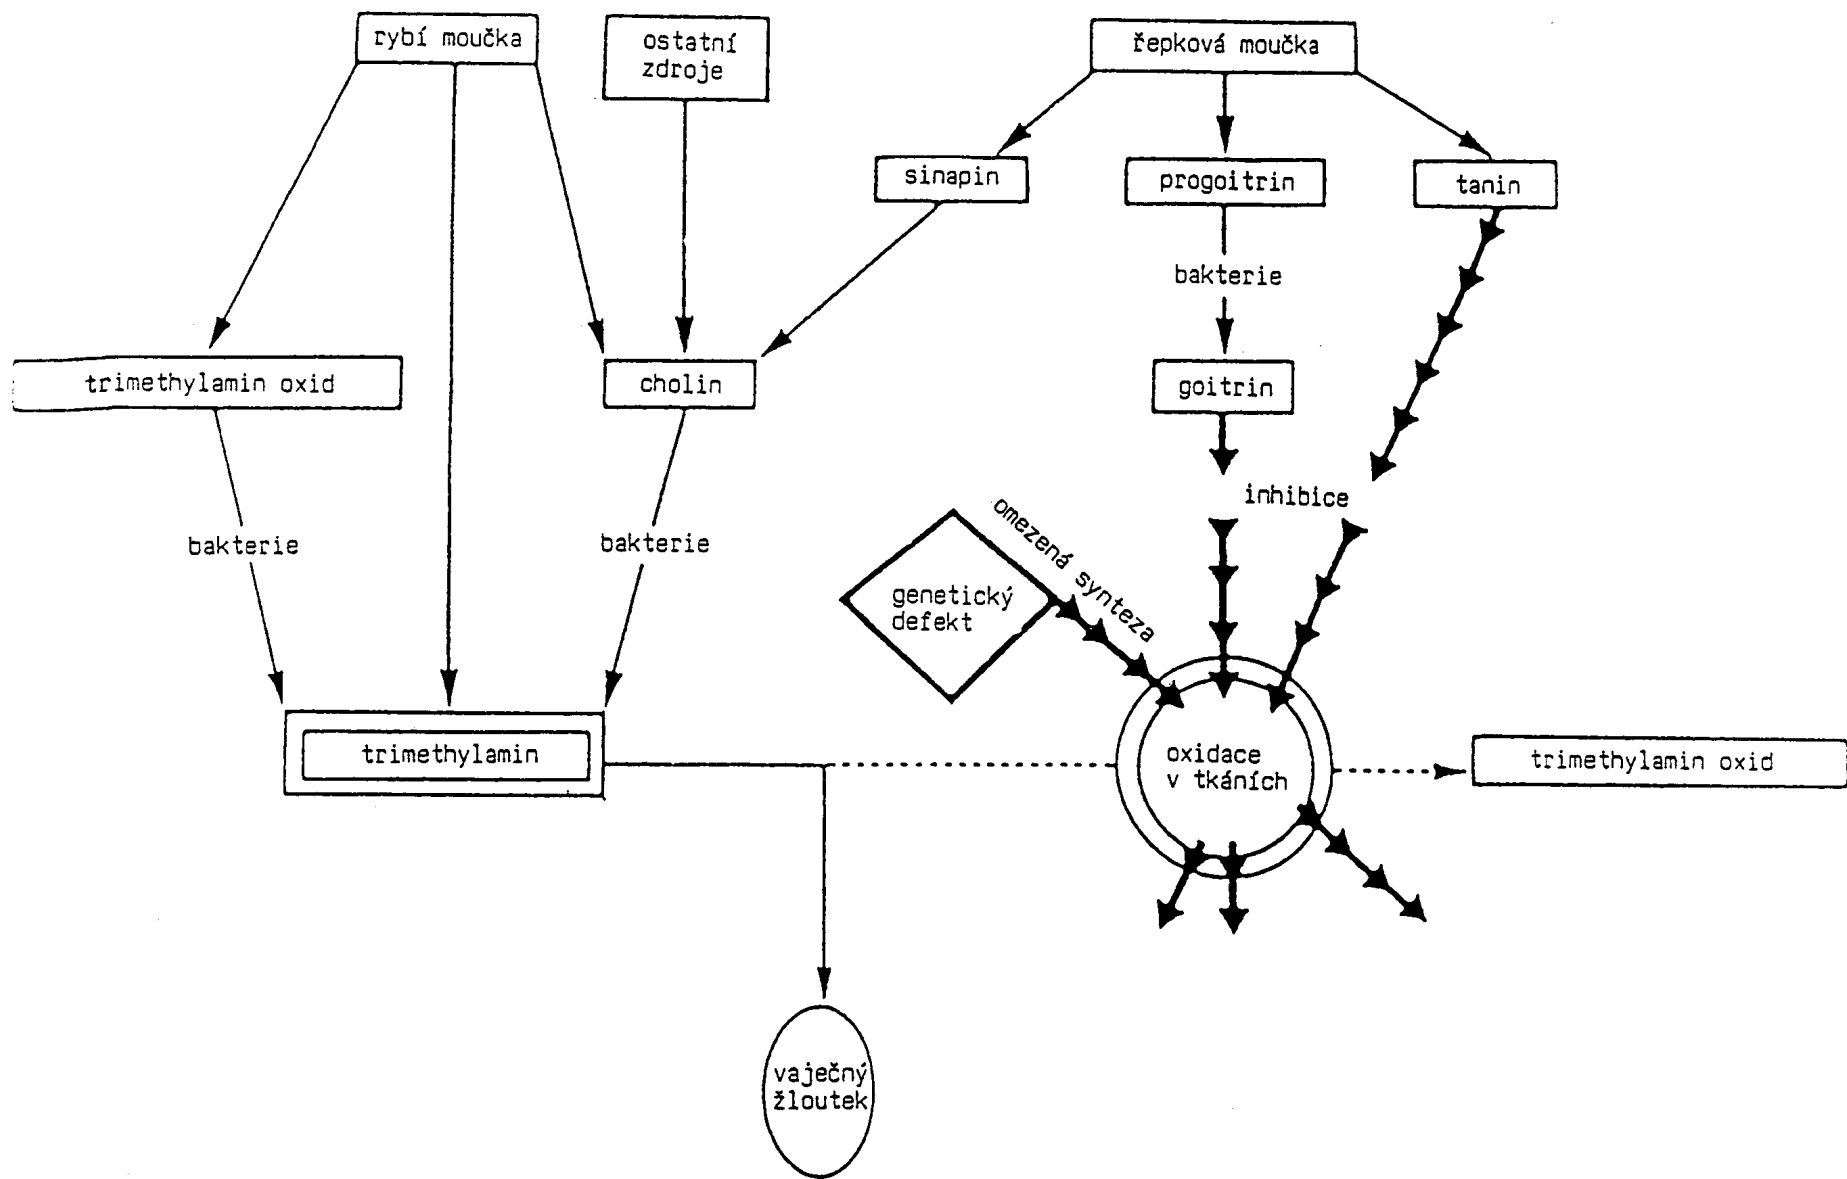 rybí moučka
ostatní
zdroje
řepková moučka
sinapin
progoitrin
tanin
bakterie
trimethylamin oxid
cholin
goitrin
inhibice
omezená synteza
bakterie
bakterie
genetický
defekt
trimethylamin
oxidace
v tkáních
trimethylamin oxid
vaječný
žloutek